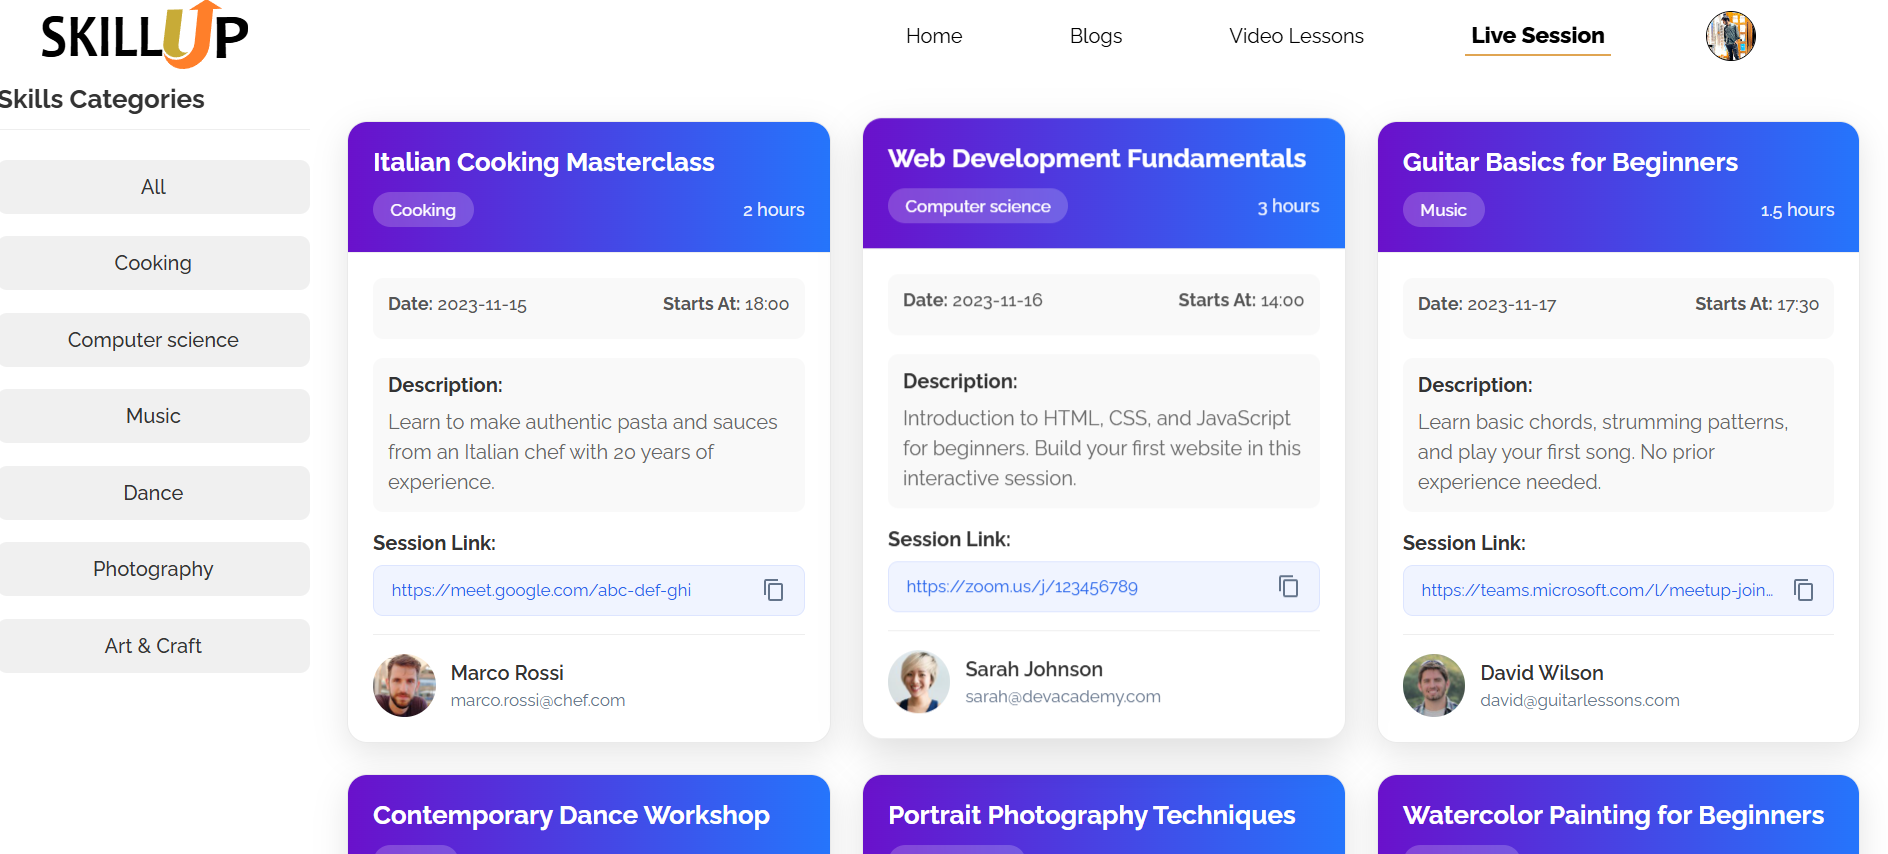 SKILLUP
Home
Blogs
Video Lessons
Live Session
Skills Categories
All
Cooking
Computer science
Music
Dance
Photography
Art & Craft
Italian Cooking Masterclass
Cooking
2 hours
Date: 2023-11-15
Starts At: 18:00
Description:
Learn to make authentic pasta and sauces
from an Italian chef with 20 years of
experience.
Session Link:
https://meet.google.com/abc-def-ghi
Marco Rossi
marco.rossi@chef.com
Web Development Fundamentals
Computer science
3 hours
Date: 2023-11-16
Starts At: 14:00
Description:
Introduction to HTML, CSS, and JavaScript
for beginners. Build your first website in this
interactive session.
Session Link:
https://zoom.us/j/123456789
Sarah Johnson
sarah@devacademy.com
Guitar Basics for Beginners
Music
1.5 hours
Date: 2023-11-17
Starts At: 17:30
Description:
Learn basic chords, strumming patterns,
and play your first song. No prior
experience needed.
Session Link:
https://teams.microsoft.com/l/meetup-join...
David Wilson
david@guitarlessons.com
Contemporary Dance Workshop
Portrait Photography Techniques
Watercolor Painting for Beginners